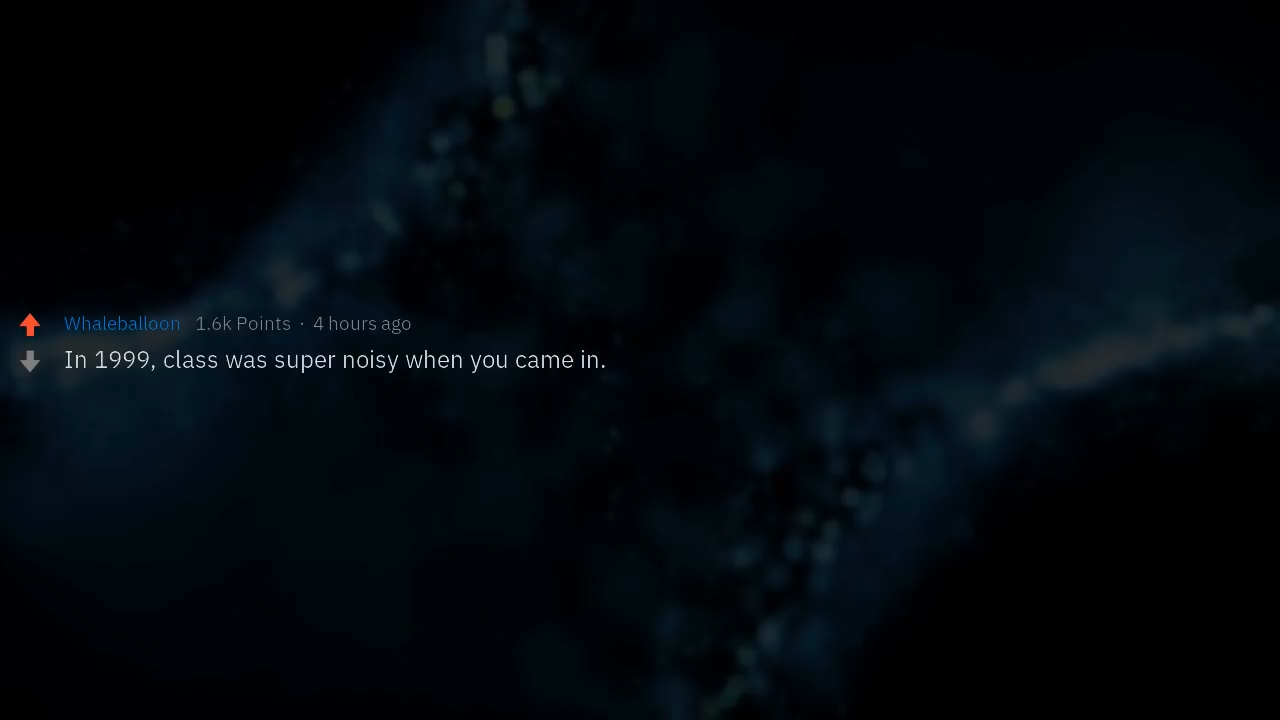 Whaleballoon 1.6k Points · 4 hours ago
In 1999, class was super noisy when you came in.